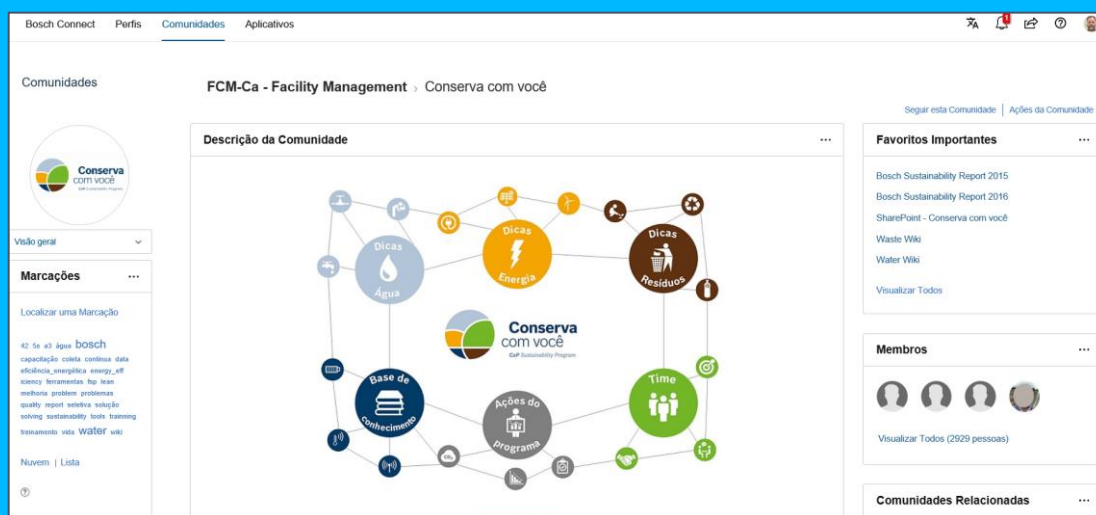 Bosch Connect Perfis Comunidades Aplicativos
1
Comunidades
FCM-Ca - Facility Management › Conserva com você
Seguir esta Comunidade | Ações da Comunidade
Conserva
com você
CoP Sustainability Program
Visão geral
Marcações ...
Localizar uma Marcação
42 5s a3 água bosch
capacitação coleta contínua data
eficiência_energética energy_eff
iciency ferramentas fsp lean
melhoria problem problemas
quality report seletiva solução
solving sustainability tools trainning
treinamento vida water wiki
Nuvem | Lista
Descrição da Comunidade ...
Dicas
Água
Dicas
Energia
Dicas
Resíduos
Conserva
com você
CoP Sustainability Program
Base de
conhecimento
Ações do
programa
Time
CO₂
Favoritos Importantes ...
Bosch Sustainability Report 2015
Bosch Sustainability Report 2016
SharePoint - Conserva com você
Waste Wiki
Water Wiki
Visualizar Todos
Membros ...
Visualizar Todos (2929 pessoas)
Comunidades Relacionadas ...